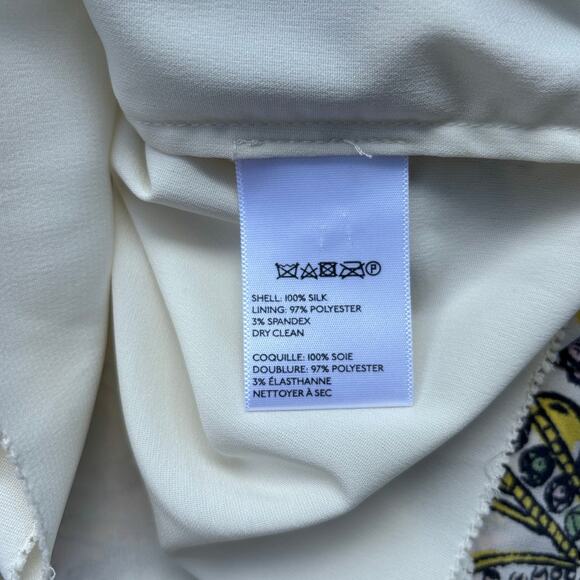 P
SHELL: 100% SILK
LINING: 97% POLYESTER
3% SPANDEX
DRY CLEAN
COQUILLE: 100% SOIE
DOUBLURE: 97% POLYESTER
3% ÉLASTHANNE
NETTOYER À SEC